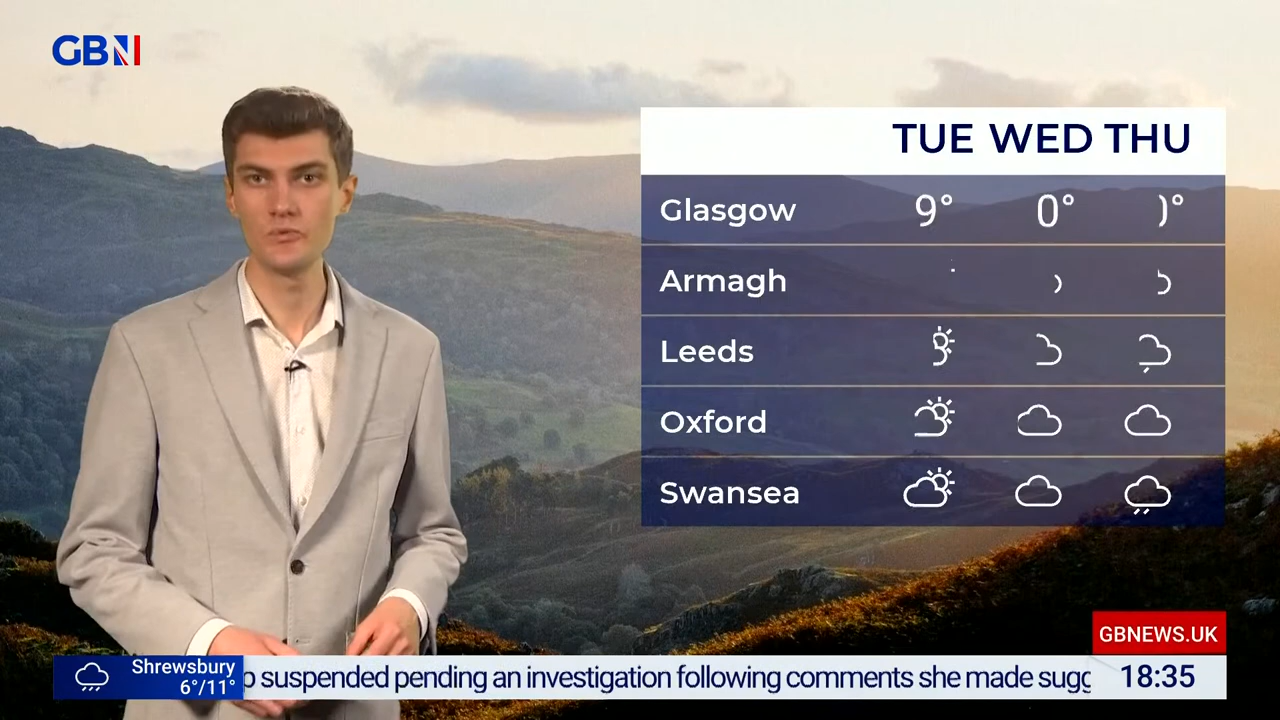 GBN
TUE WED THU
Glasgow 9° 0° )°
Armagh
Leeds
Oxford
Swansea
GBNEWS.UK
Shrewsbury
6°/11°
suspended pending an investigation following comments she made sugg
18:35